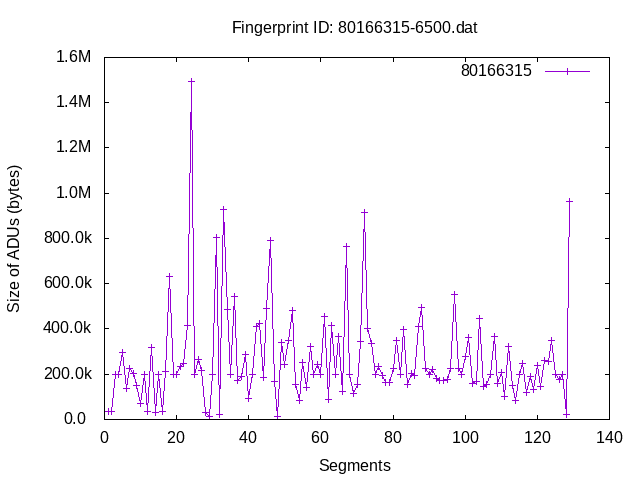 Fingerprint ID: 80166315-6500.dat
80166315
1.6M
1.4M
1.2M
1.0M
800.0k
600.0k
400.0k
200.0k
0.0
Size of ADUs (bytes)
0 20 40 60 80 100 120 140
Segments